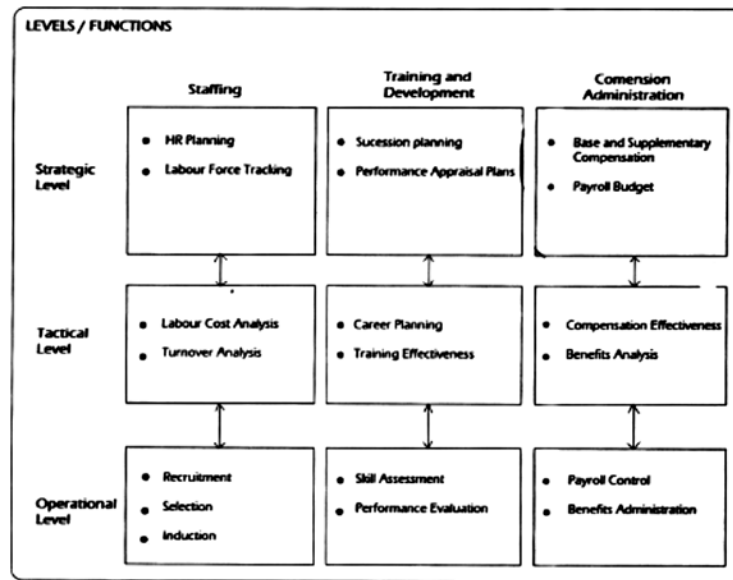 LEVELS / FUNCTIONS
Staffing
Training and
Development
Comension
Administration
Strategic
Level
HR Planning
Labour Force Tracking
Sucession planning
Performance Appraisal Plans
Base and Supplementary
Compensation
Payroll Budget
Tactical
Level
Labour Cost Analysis
Turnover Analysis
Career Planning
Training Effectiveness
Compensation Effectiveness
Benefits Analysis
Operational
Level
Recruitment
Selection
Induction
Skill Assessment
Performance Evaluation
Payroll Control
Benefits Administration